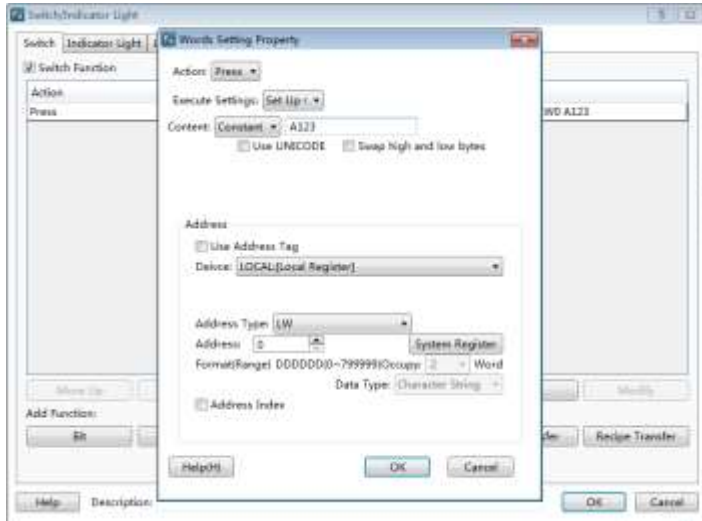 Switch/Indicator Light
Switch Indicator Light
Words Setting Property
Switch Function
Action: Press
Action
Press
W0 A123
Execute Settings: Set Up
Content: Constant A123
Use UNICODE Swap high and low bytes
Address
Use Address Tag
Deivce: LOCAL:[Local Register]
Address Type: LW
Address: 0 System Register
Format(Range) DDDDDD(0~799999)Occupy: 2 Word
Data Type: Character String
Address Index
Move Up Modify
Add Function:
Bit Recipe Transfer
Help(H) OK Cancel
Help Description: OK Cancel